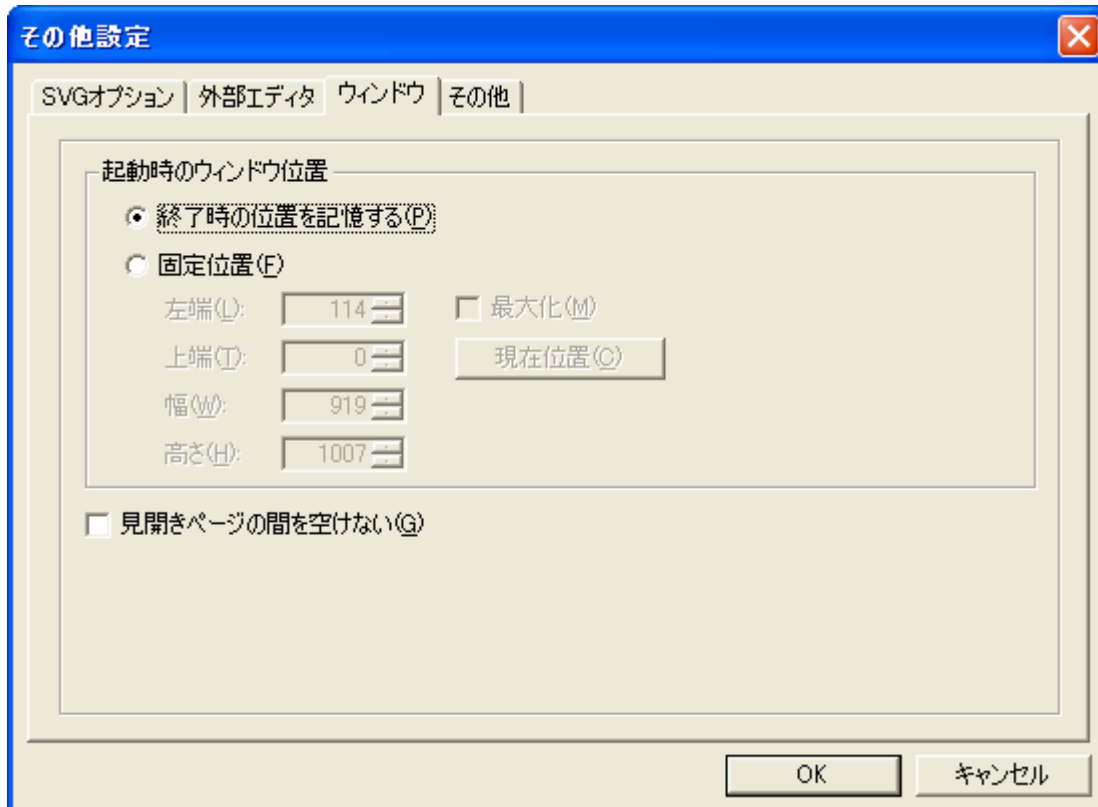 その他設定
SVGオプション 外部エディタ ウィンドウ その他
起動時のウィンドウ位置
終了時の位置を記憶する(P)
固定位置(F)
左端(L): 114 最大化(M)
上端(T): 0 現在位置(C)
幅(W): 919
高さ(H): 1007
見開きページの間を空けない(G)
OK キャンセル